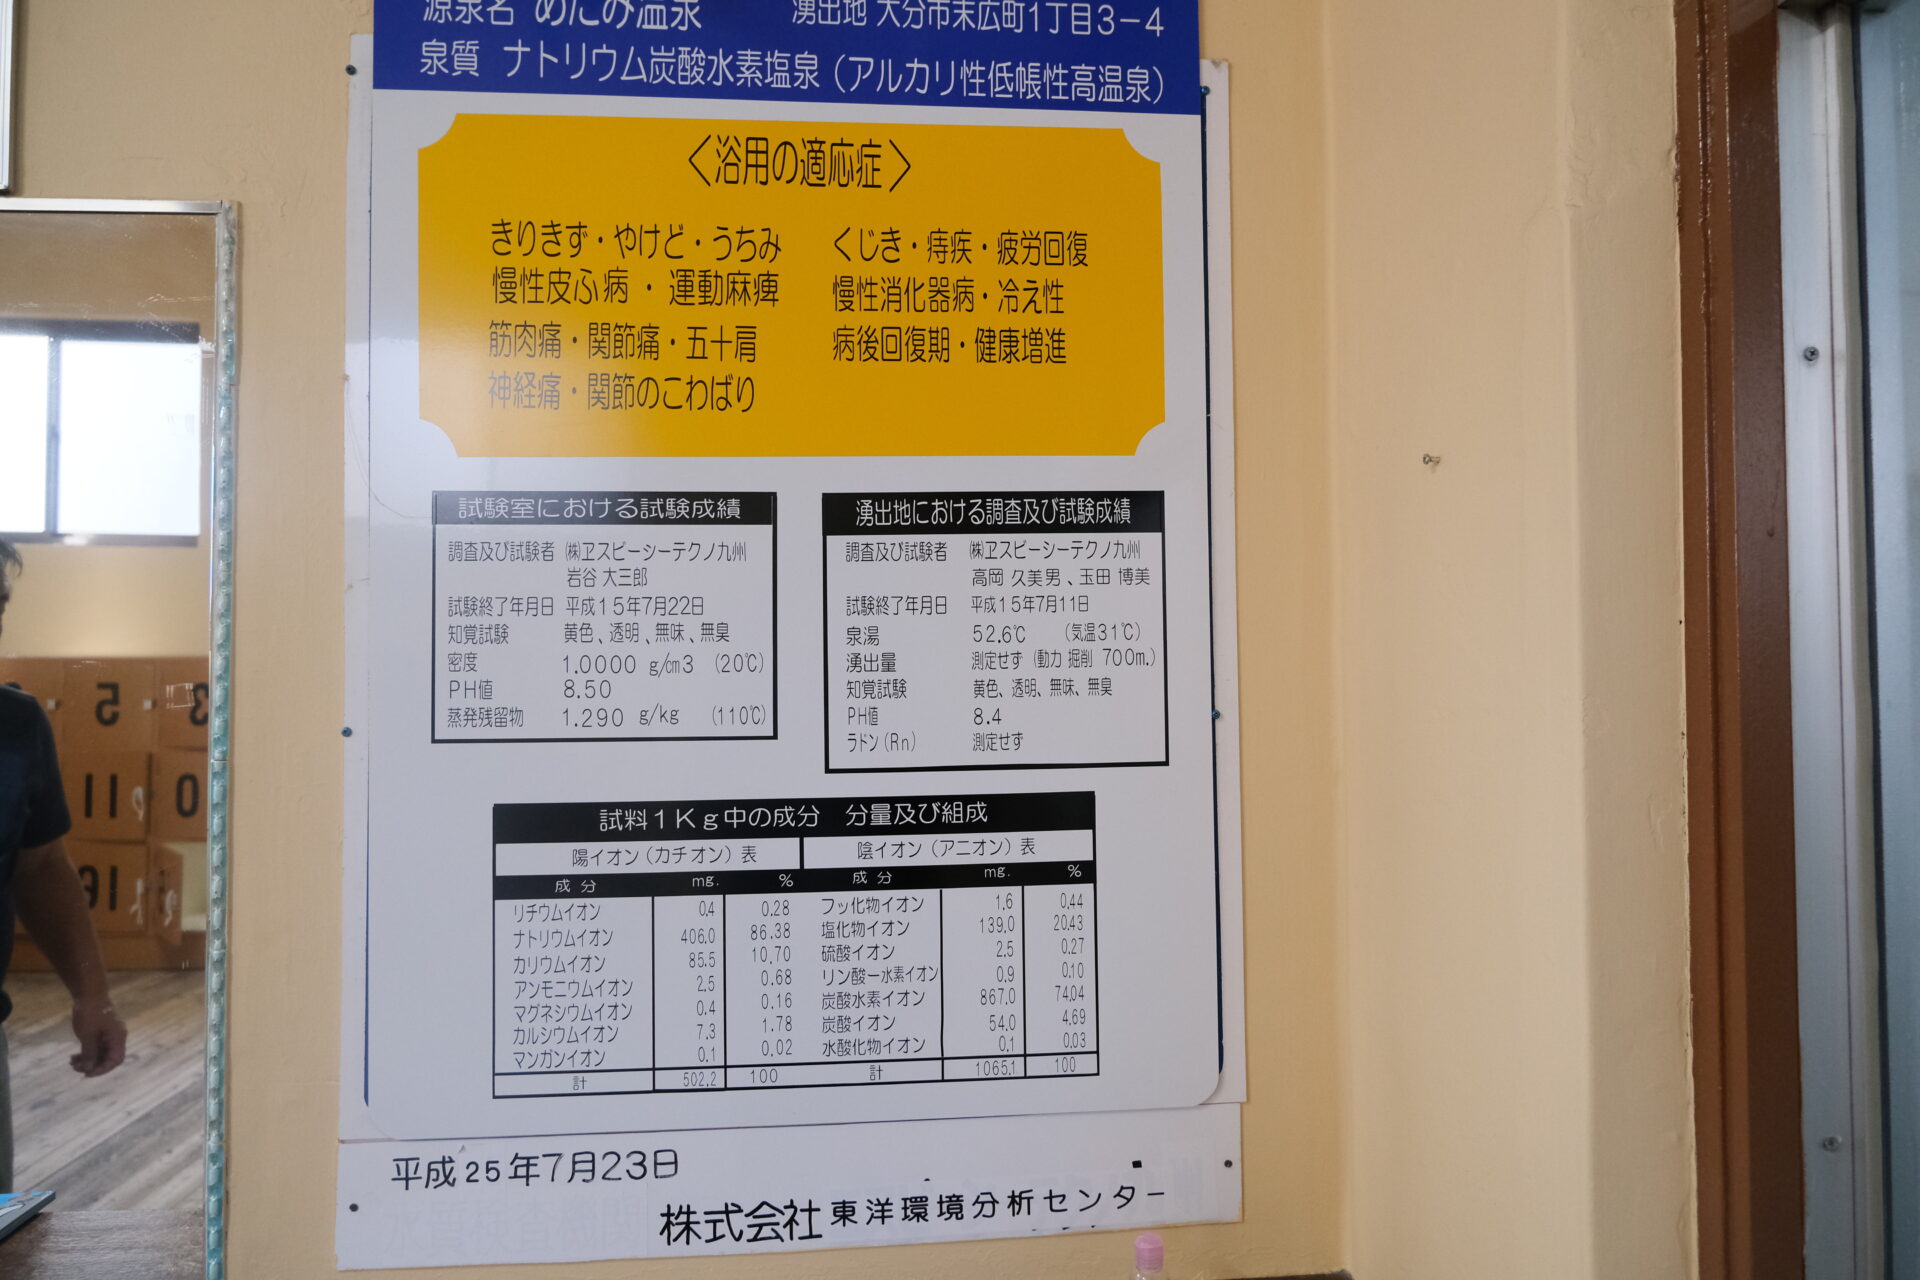 源泉名 あたみ温泉 湧出地 大分市末広町1丁目3－4
泉質 ナトリウム炭酸水素塩泉（アルカリ性低帳性高温泉）
〈浴用の適応症〉
きりきず・やけど・うちみ くじき・痔疾・疲労回復
慢性皮ふ病・運動麻痺 慢性消化器病・冷え性
筋肉痛・関節痛・五十肩 病後回復期・健康増進
神経痛・関節のこわばり
試験室における試験成績
調査及び試験者 ㈱ヱスピーシーテクノ九州
岩谷 大三郎
試験終了年月日 平成15年7月22日
知覚試験 黄色、透明、無味、無臭
密度 1.0000 g/cm3 (20℃)
PH値 8.50
蒸発残留物 1.290 g/kg (110℃)
湧出地における調査及び試験成績
調査及び試験者 ㈱ヱスピーシーテクノ九州
高岡 久美男、玉田 博美
試験終了年月日 平成15年7月11日
泉湯 52.6℃ (気温31℃)
湧出量 測定せず (動力 掘削 700m.)
知覚試験 黄色、透明、無味、無臭
PH値 8.4
ラドン(Rn) 測定せず
試料1Kg中の成分 分量及び組成
陽イオン(カチオン)表 陰イオン(アニオン)表
成分 mg. % 成分 mg. %
リチウムイオン 0.4 0.28 フッ化物イオン 1.6 0.44
ナトリウムイオン 406.0 86.38 塩化物イオン 139.0 20.43
カリウムイオン 85.5 10.70 硫酸イオン 2.5 0.27
アンモニウムイオン 2.5 0.68 リン酸一水素イオン 0.9 0.10
マグネシウムイオン 0.4 0.16 炭酸水素イオン 867.0 74.04
カルシウムイオン 7.3 1.78 炭酸イオン 54.0 4.69
マンガンイオン 0.1 0.02 水酸化物イオン 0.1 0.03
計 502.2 100 計 1065.1 100
平成25年7月23日
株式会社東洋環境分析センター